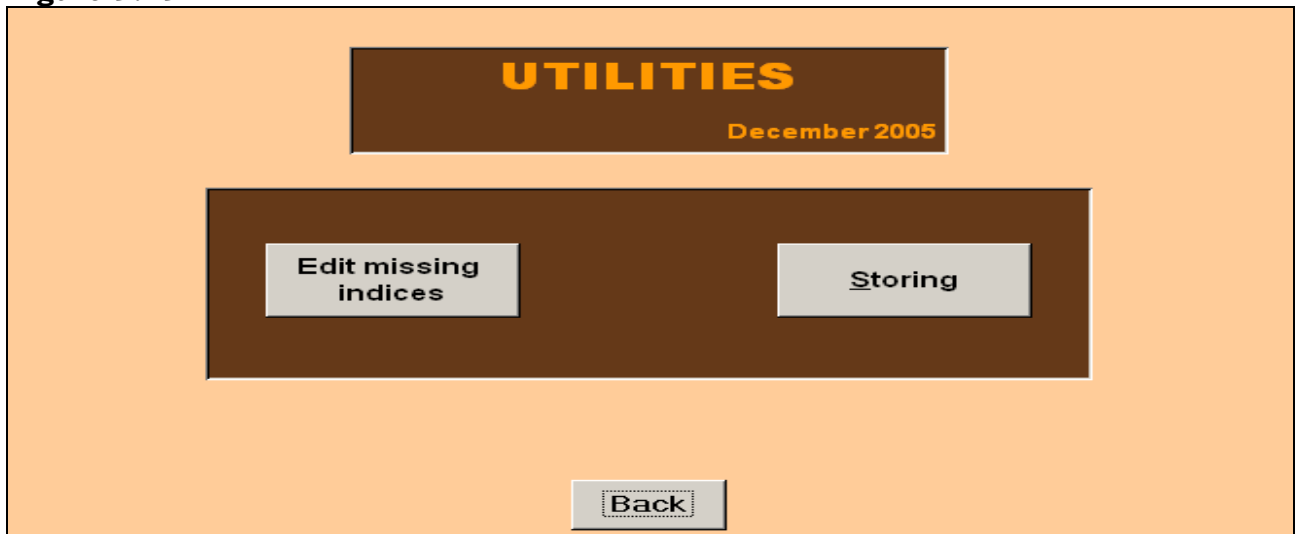 UTILITIES
December 2005
Edit missing
indices
Storing
Back